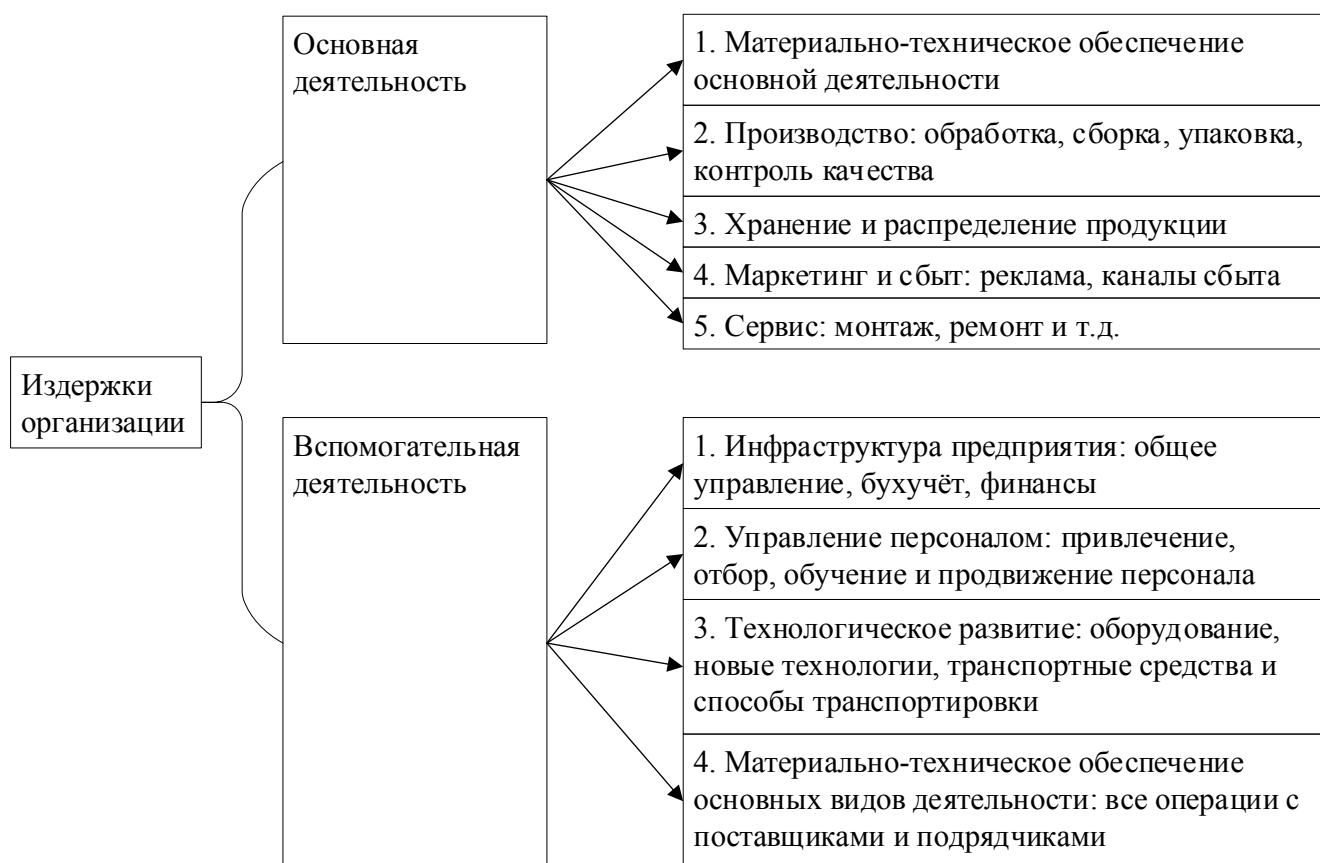 Издержки
организации
Основная
деятельность
1. Материально-техническое обеспечение
основной деятельности
2. Производство: обработка, сборка, упаковка,
контроль качества
3. Хранение и распределение продукции
4. Маркетинг и сбыт: реклама, каналы сбыта
5. Сервис: монтаж, ремонт и т.д.
Вспомогательная
деятельность
1. Инфраструктура предприятия: общее
управление, бухучёт, финансы
2. Управление персоналом: привлечение,
отбор, обучение и продвижение персонала
3. Технологическое развитие: оборудование,
новые технологии, транспортные средства и
способы транспортировки
4. Материально-техническое обеспечение
основных видов деятельности: все операции с
поставщиками и подрядчиками